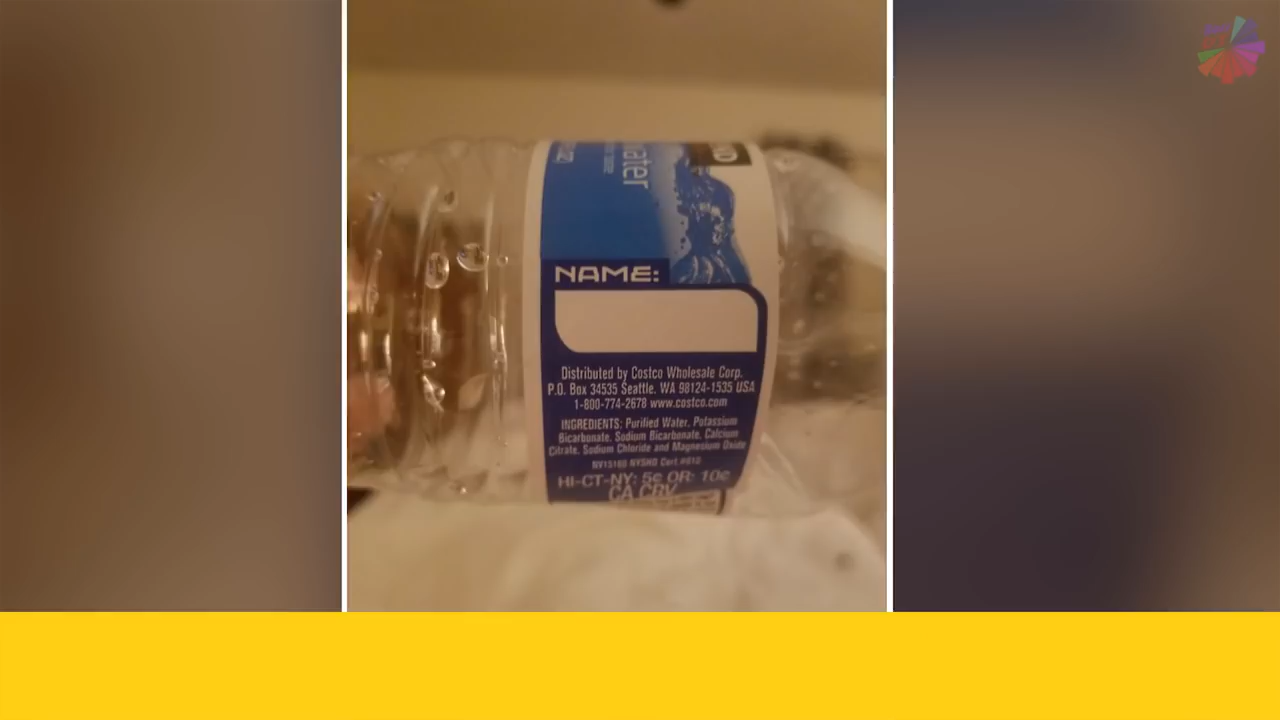 water
NAME:
Distributed by Costco Wholesale Corp.
P.O. Box 34535 Seattle, WA 98124-1535 USA
1-800-774-2678 www.costco.com
INGREDIENTS: Purified Water, Potassium
Bicarbonate, Sodium Bicarbonate, Calcium
Citrate, Sodium Chloride and Magnesium Oxide
HI-CT-NY: 5¢ OR: 10¢
CA CRV